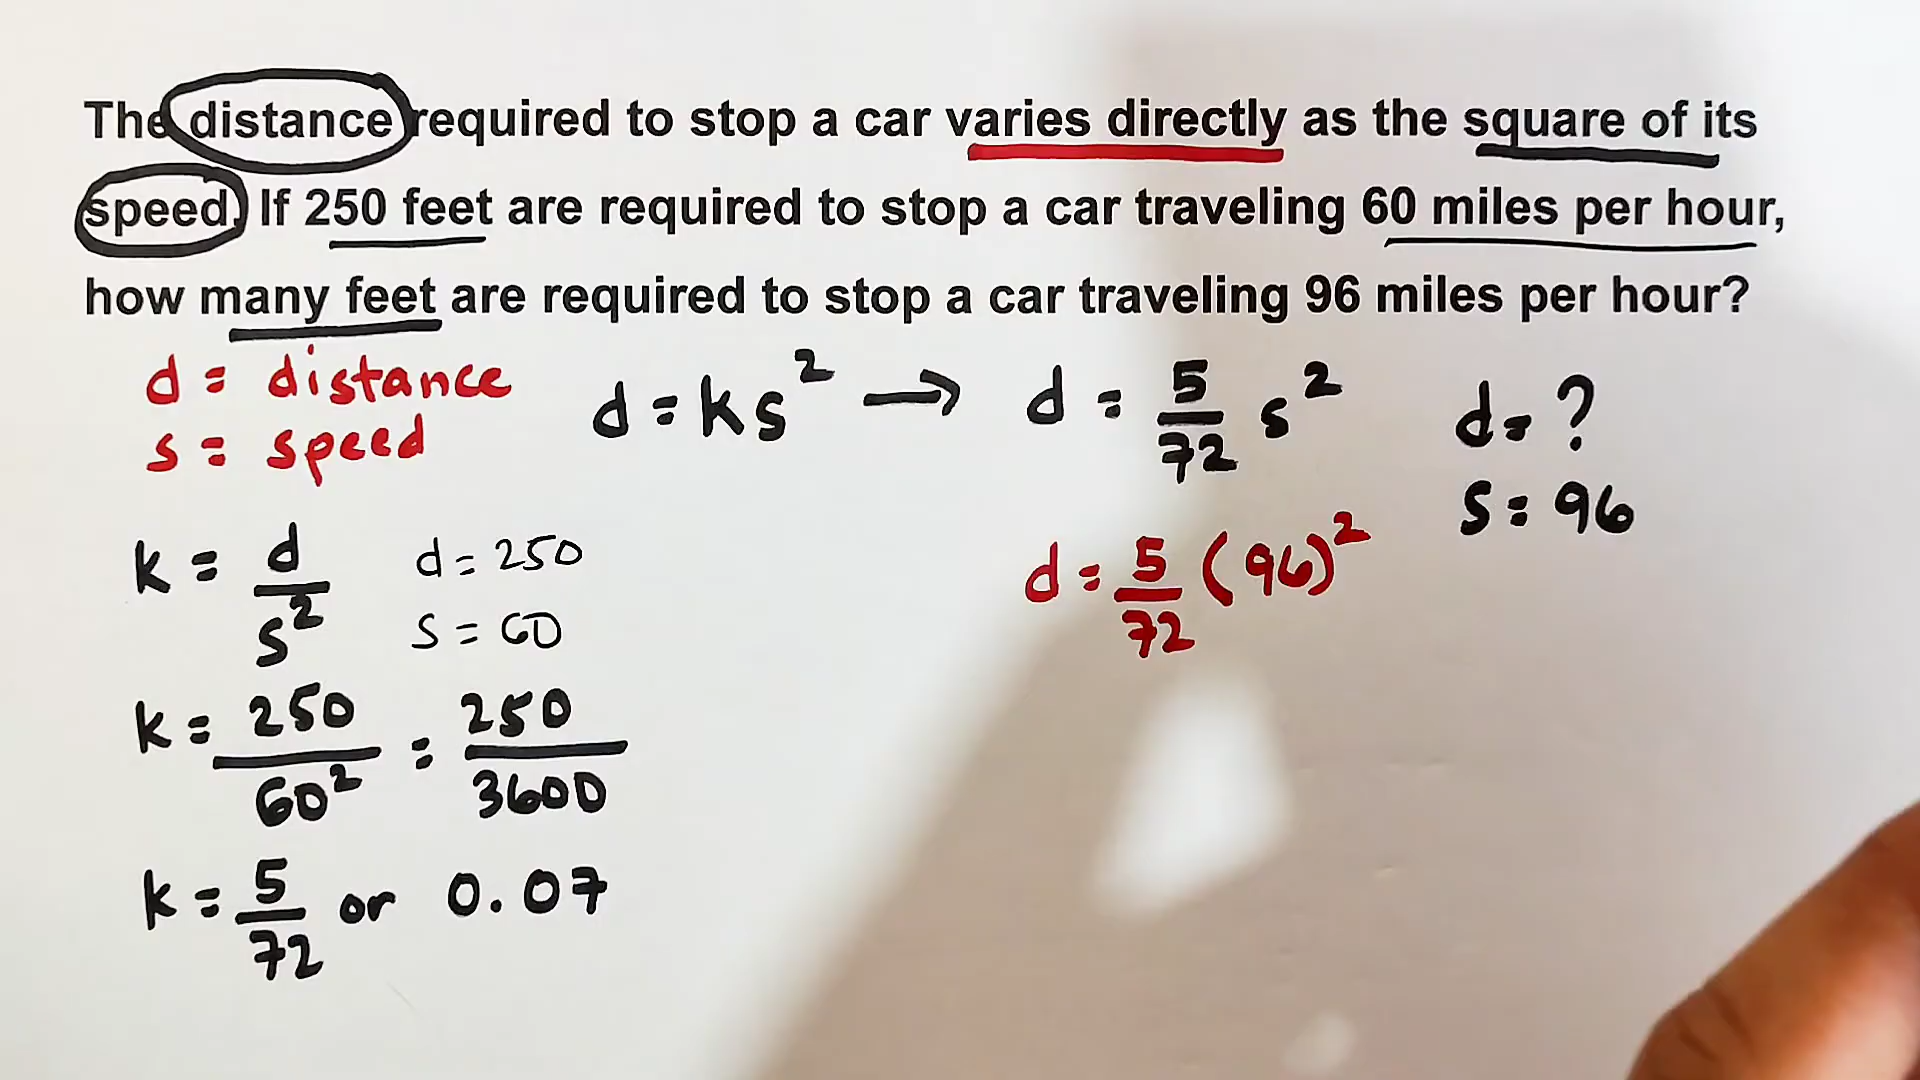 The distance required to stop a car varies directly as the square of its
speed. If 250 feet are required to stop a car traveling 60 miles per hour,
how many feet are required to stop a car traveling 96 miles per hour?
d = distance
s = speed
d = ks² → d = 5/72 s²
d = ?
s = 96
k = d/s²
d = 250
s = 60
d = 5/72 (96)²
k = 250/60² = 250/3600
k = 5/72 or 0.07